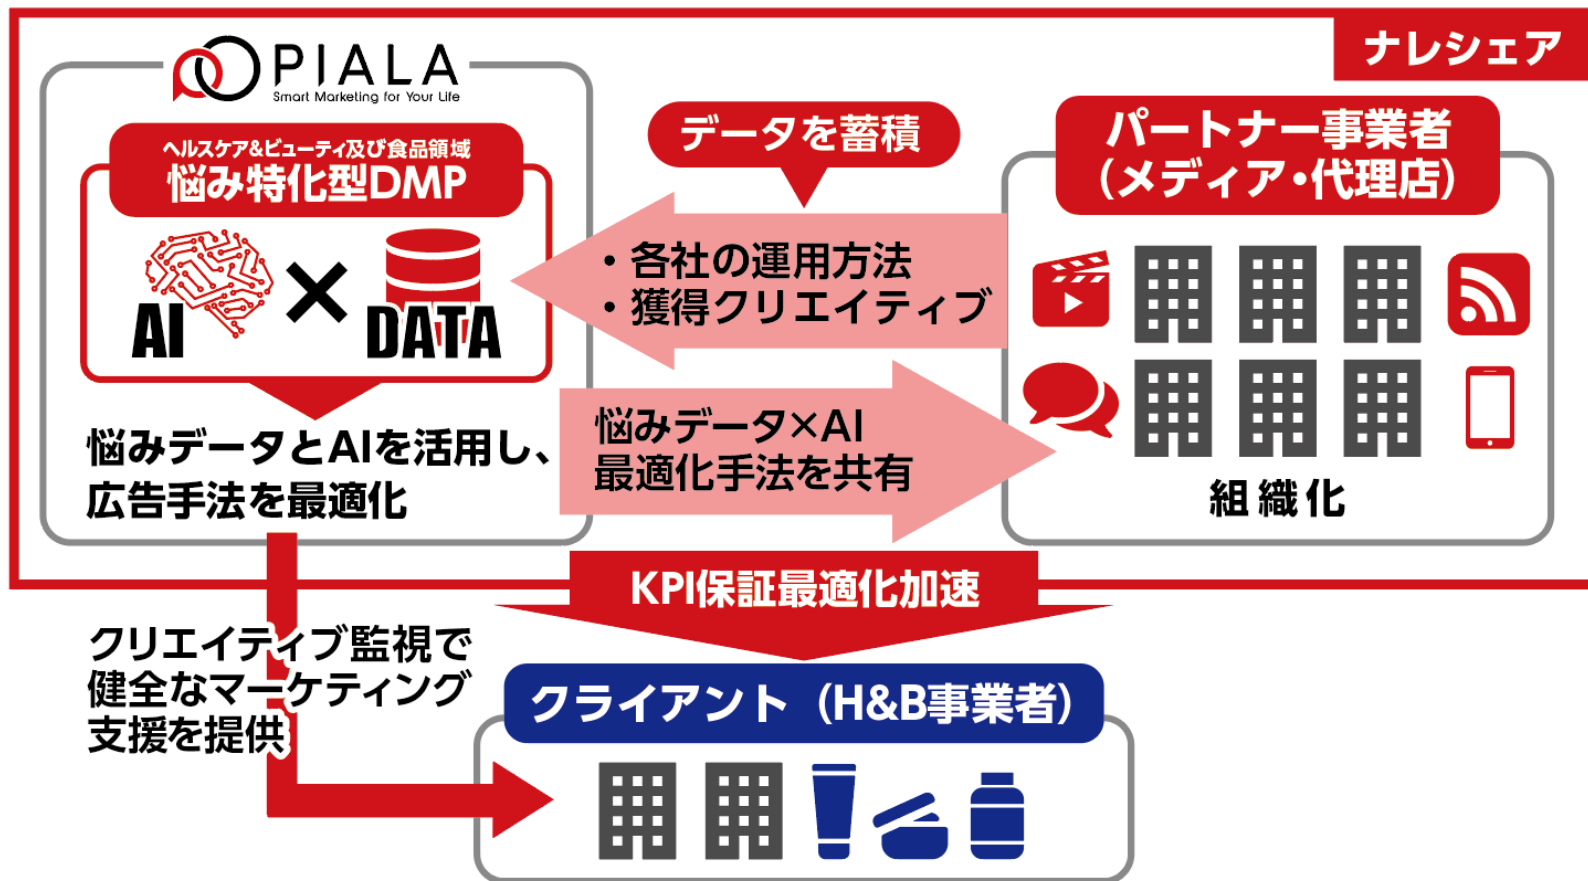 ナレシェア
PIALA
Smart Marketing for Your Life
ヘルスケア&ビューティ及び食品領域
悩み特化型DMP
AI
×
DATA
悩みデータとAIを活用し、
広告手法を最適化
データを蓄積
・各社の運用方法
・獲得クリエイティブ
悩みデータ×AI
最適化手法を共有
パートナー事業者
（メディア・代理店）
組織化
KPI保証最適化加速
クリエイティブ監視で
健全なマーケティング
支援を提供
クライアント（H&B事業者）